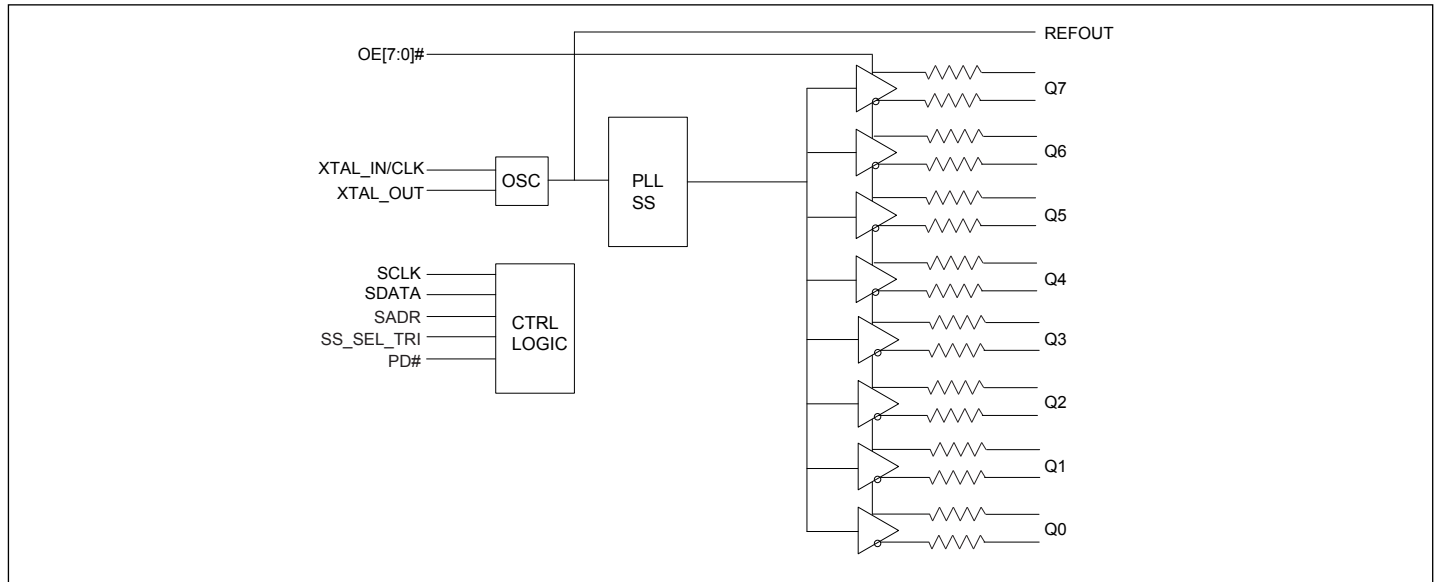 REFOUT
OE[7:0]#
Q7
Q6
XTAL_IN/CLK
XTAL_OUT
OSC
PLL
SS
Q5
SCLK
SDATA
SADR
SS_SEL_TRI
PD#
CTRL
LOGIC
Q4
Q3
Q2
Q1
Q0